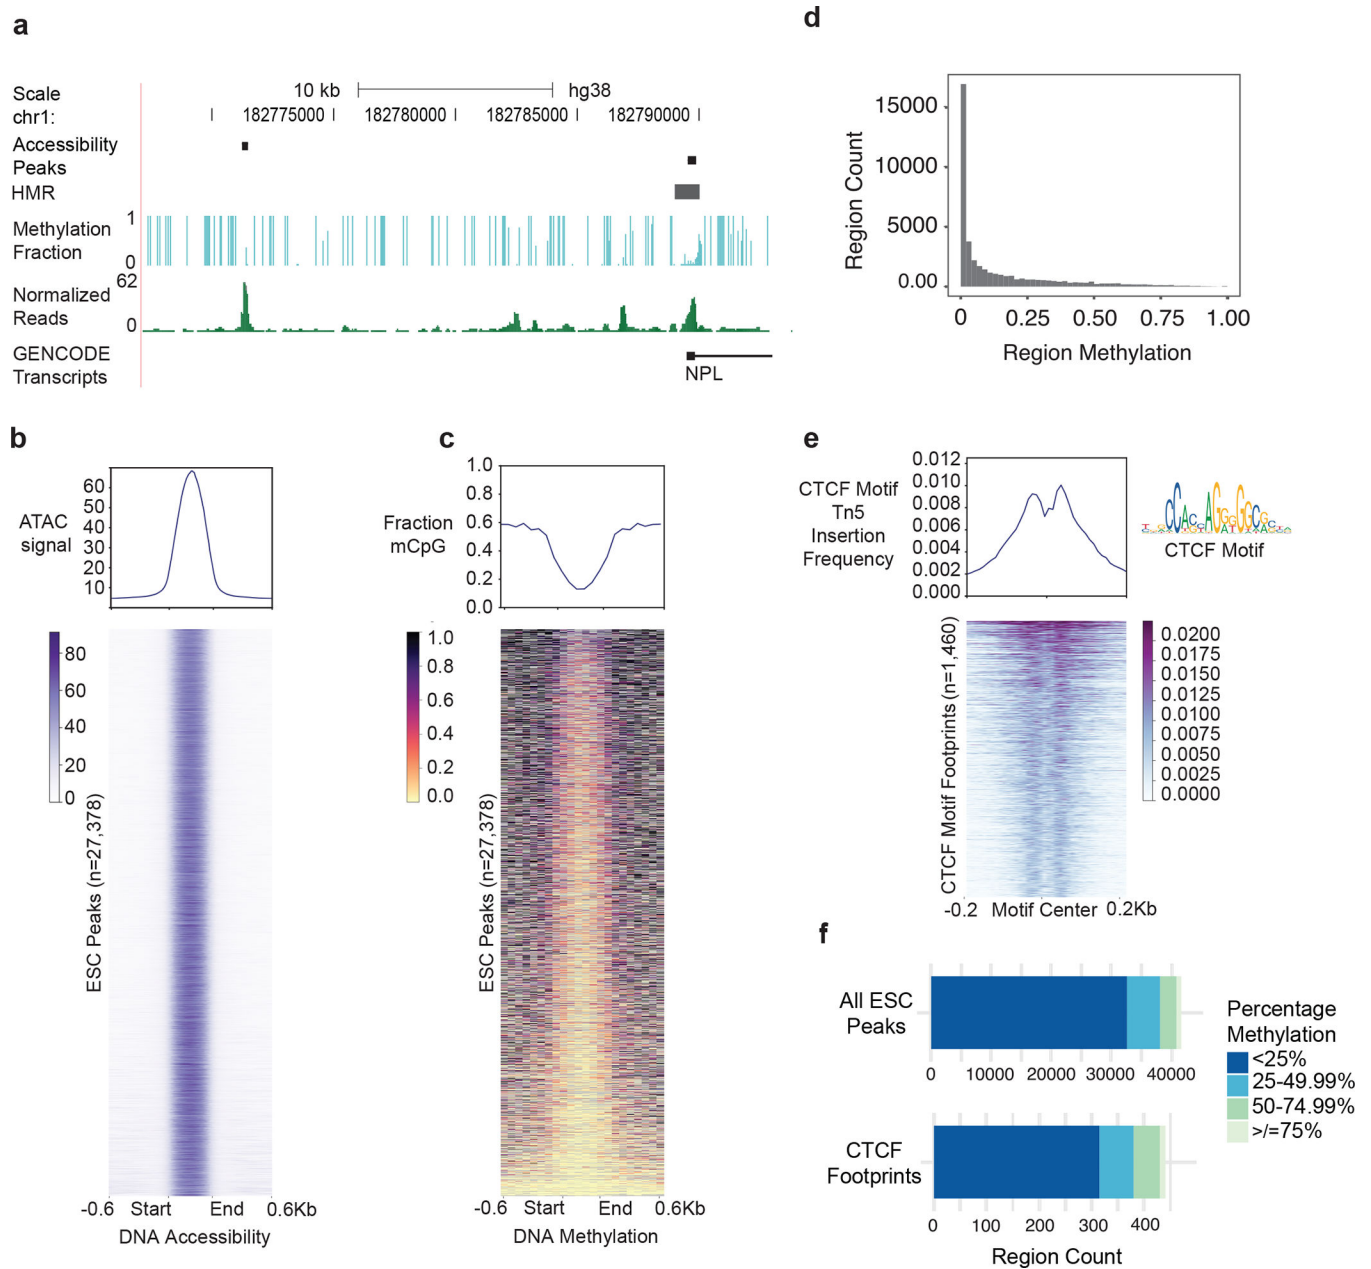 a
Scale
10 kb
hg38
chr1:
182775000
182780000
182785000
182790000
Accessibility
Peaks
HMR
Methylation
Fraction
1
0
Normalized
Reads
62
0
GENCODE
Transcripts
NPL
b
ATAC
signal
60
50
40
30
20
10
80
60
40
20
0
ESC Peaks (n=27,378)
-0.6
Start
End
0.6Kb
DNA Accessibility
c
Fraction
mCpG
1.0
0.8
0.6
0.4
0.2
0.0
1.0
0.8
0.6
0.4
0.2
0.0
ESC Peaks (n=27,378)
-0.6
Start
End
0.6Kb
DNA Methylation
d
Region Count
15000
10000
5000
0.00
0
0.25
0.50
0.75
1.00
Region Methylation
e
CTCF Motif
Tn5
Insertion
Frequency
0.012
0.010
0.008
0.006
0.004
0.002
0.000
CTCF Motif
CTCF Motif Footprints (n=1,460)
0.0200
0.0175
0.0150
0.0125
0.0100
0.0075
0.0050
0.0025
0.0000
-0.2
Motif Center
0.2Kb
f
All ESC
Peaks
0
10000
20000
30000
40000
CTCF
Footprints
0
100
200
300
400
Region Count
Percentage
Methylation
<25%
25-49.99%
50-74.99%
>/=75%